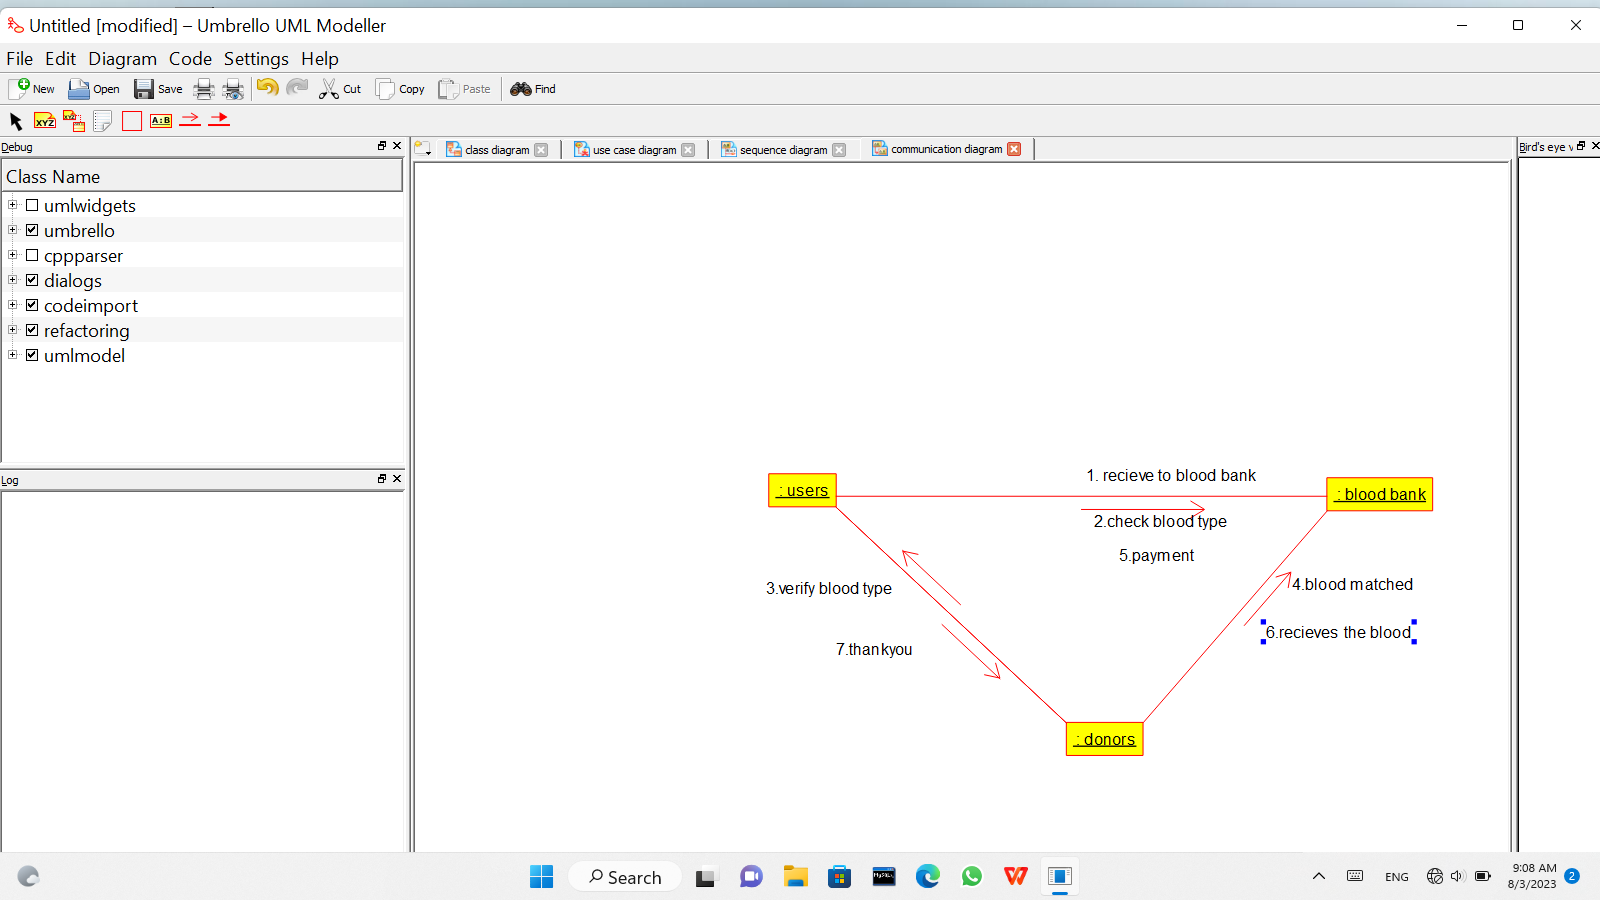 Untitled [modified] – Umbrello UML Modeller
File Edit Diagram Code Settings Help
New Open Save Cut Copy Paste Find
XYZ XYZ A:B
Debug
Class Name
umlwidgets
umbrello
cppparser
dialogs
codeimport
refactoring
umlmodel
Log
class diagram use case diagram sequence diagram communication diagram
Bird's eye v
: users
1. recieve to blood bank
: blood bank
2.check blood type
5.payment
3.verify blood type
4.blood matched
6.recieves the blood
7.thankyou
: donors
Search
MySQL
ENG
9:08 AM
8/3/2023
2